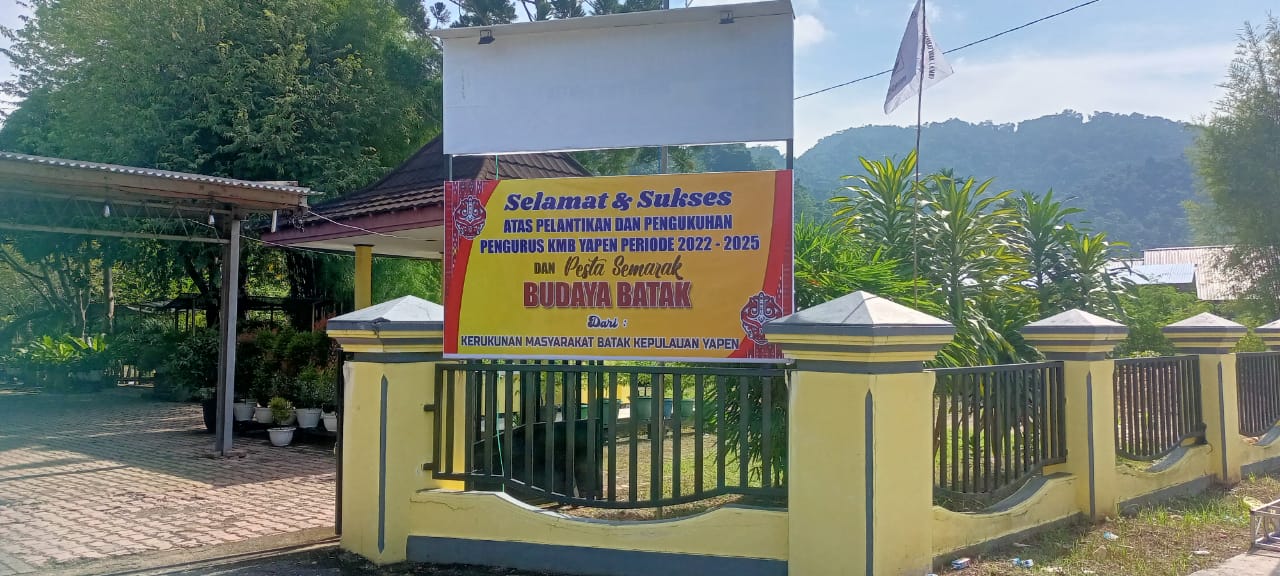 Selamat & Sukses
ATAS PELANTIKAN DAN PENGUKUHAN
PENGURUS KMB YAPEN PERIODE 2022 - 2025
DAN Pesta Semarak
BUDAYA BATAK
Dari :
KERUKUNAN MASYARAKAT BATAK KEPULAUAN YAPEN